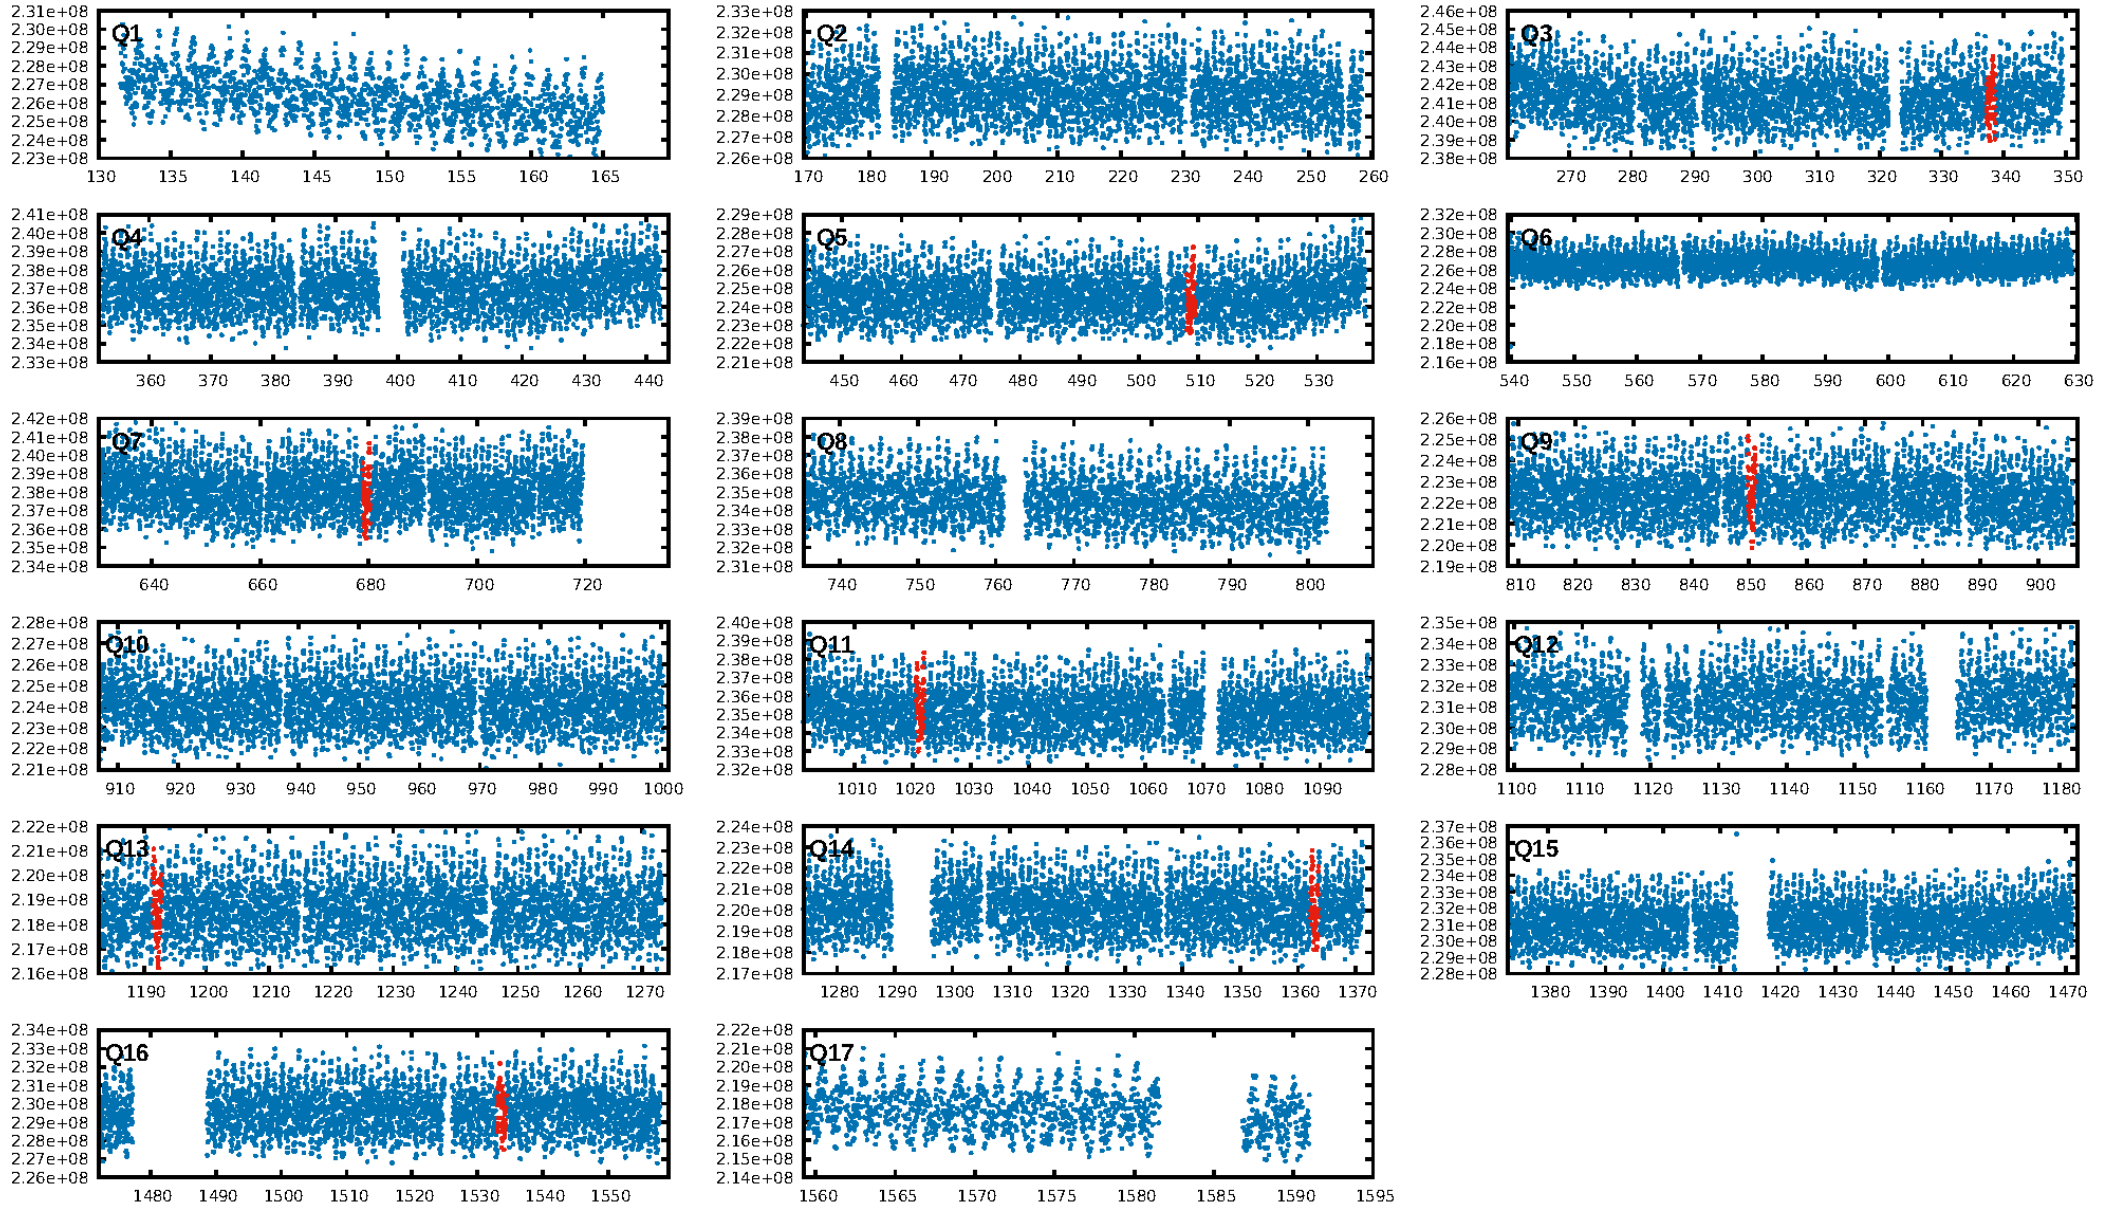 2.31e+08
2.30e+08
2.29e+08
2.28e+08
2.27e+08
2.26e+08
2.25e+08
2.24e+08
2.23e+08
Q1
130 135 140 145 150 155 160 165
2.33e+08
2.32e+08
2.31e+08
2.30e+08
2.29e+08
2.28e+08
2.27e+08
2.26e+08
Q2
170 180 190 200 210 220 230 240 250 260
2.46e+08
2.45e+08
2.44e+08
2.43e+08
2.42e+08
2.41e+08
2.40e+08
2.39e+08
2.38e+08
Q3
270 280 290 300 310 320 330 340 350
2.41e+08
2.40e+08
2.39e+08
2.38e+08
2.37e+08
2.36e+08
2.35e+08
2.34e+08
2.33e+08
Q4
360 370 380 390 400 410 420 430 440
2.29e+08
2.28e+08
2.27e+08
2.26e+08
2.25e+08
2.24e+08
2.23e+08
2.22e+08
2.21e+08
Q5
450 460 470 480 490 500 510 520 530
2.32e+08
2.30e+08
2.28e+08
2.26e+08
2.24e+08
2.22e+08
2.20e+08
2.18e+08
2.16e+08
Q6
540 550 560 570 580 590 600 610 620 630
2.42e+08
2.41e+08
2.40e+08
2.39e+08
2.38e+08
2.37e+08
2.36e+08
2.35e+08
2.34e+08
Q7
640 660 680 700 720
2.39e+08
2.38e+08
2.37e+08
2.36e+08
2.35e+08
2.34e+08
2.33e+08
2.32e+08
2.31e+08
Q8
740 750 760 770 780 790 800
2.26e+08
2.25e+08
2.24e+08
2.23e+08
2.22e+08
2.21e+08
2.20e+08
2.19e+08
Q9
810 820 830 840 850 860 870 880 890 900
2.28e+08
2.27e+08
2.26e+08
2.25e+08
2.24e+08
2.23e+08
2.22e+08
2.21e+08
Q10
910 920 930 940 950 960 970 980 990 1000
2.40e+08
2.39e+08
2.38e+08
2.37e+08
2.36e+08
2.35e+08
2.34e+08
2.33e+08
2.32e+08
Q11
1010 1020 1030 1040 1050 1060 1070 1080 1090
2.35e+08
2.34e+08
2.33e+08
2.32e+08
2.31e+08
2.30e+08
2.29e+08
2.28e+08
Q12
1100 1110 1120 1130 1140 1150 1160 1170 1180
2.22e+08
2.21e+08
2.20e+08
2.19e+08
2.18e+08
2.17e+08
2.16e+08
Q13
1190 1200 1210 1220 1230 1240 1250 1260 1270
2.24e+08
2.23e+08
2.22e+08
2.21e+08
2.20e+08
2.19e+08
2.18e+08
2.17e+08
Q14
1280 1290 1300 1310 1320 1330 1340 1350 1360 1370
2.37e+08
2.36e+08
2.35e+08
2.34e+08
2.33e+08
2.32e+08
2.31e+08
2.30e+08
2.29e+08
2.28e+08
Q15
1380 1390 1400 1410 1420 1430 1440 1450 1460 1470
2.34e+08
2.33e+08
2.32e+08
2.31e+08
2.30e+08
2.29e+08
2.28e+08
2.27e+08
2.26e+08
Q16
1480 1490 1500 1510 1520 1530 1540 1550
2.22e+08
2.21e+08
2.20e+08
2.19e+08
2.18e+08
2.17e+08
2.16e+08
2.15e+08
2.14e+08
Q17
1560 1565 1570 1575 1580 1585 1590 1595